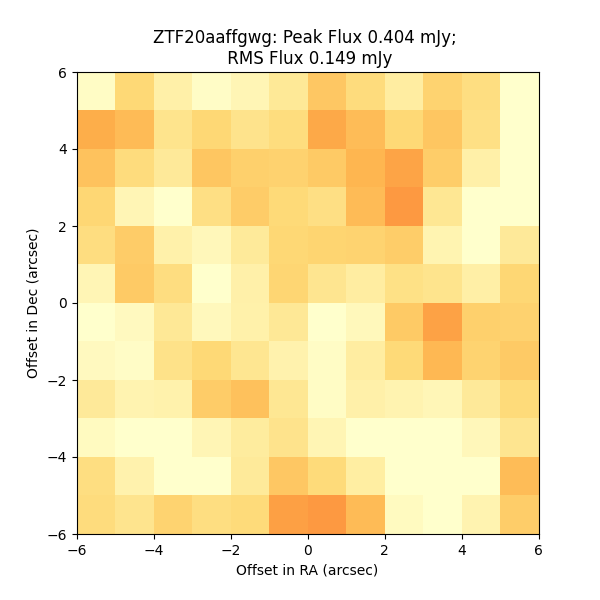 ZTF20aaffgwg: Peak Flux 0.404 mJy;
RMS Flux 0.149 mJy
6
4
2
0
−2
−4
−6
Offset in Dec (arcsec)
−6 −4 −2 0 2 4 6
Offset in RA (arcsec)